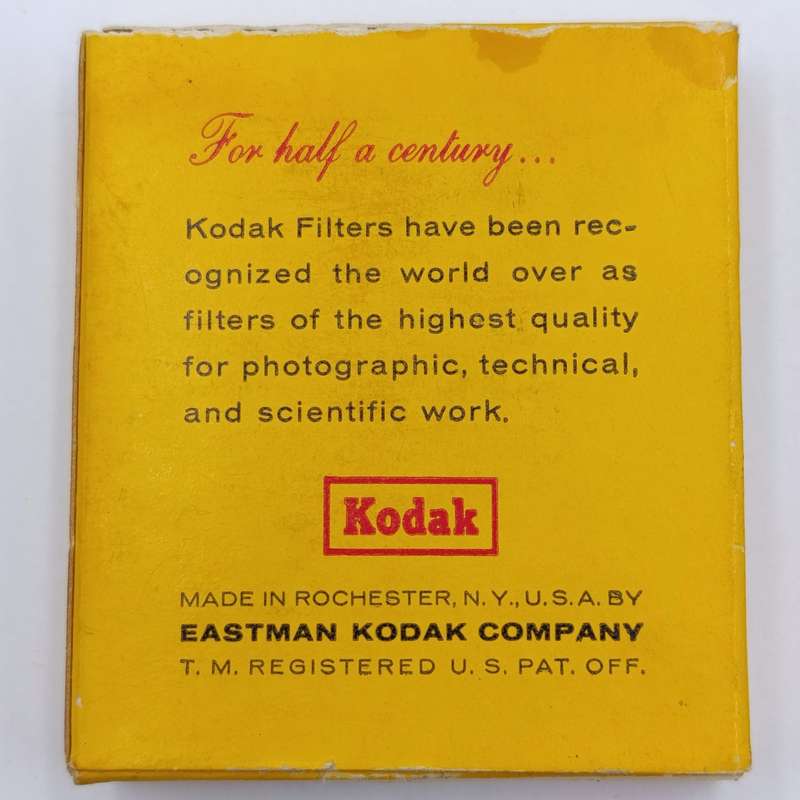 For half a century...
Kodak Filters have been rec-
ognized the world over as
filters of the highest quality
for photographic, technical,
and scientific work.
Kodak
MADE IN ROCHESTER, N. Y., U. S. A. BY
EASTMAN KODAK COMPANY
T. M. REGISTERED U. S. PAT. OFF.